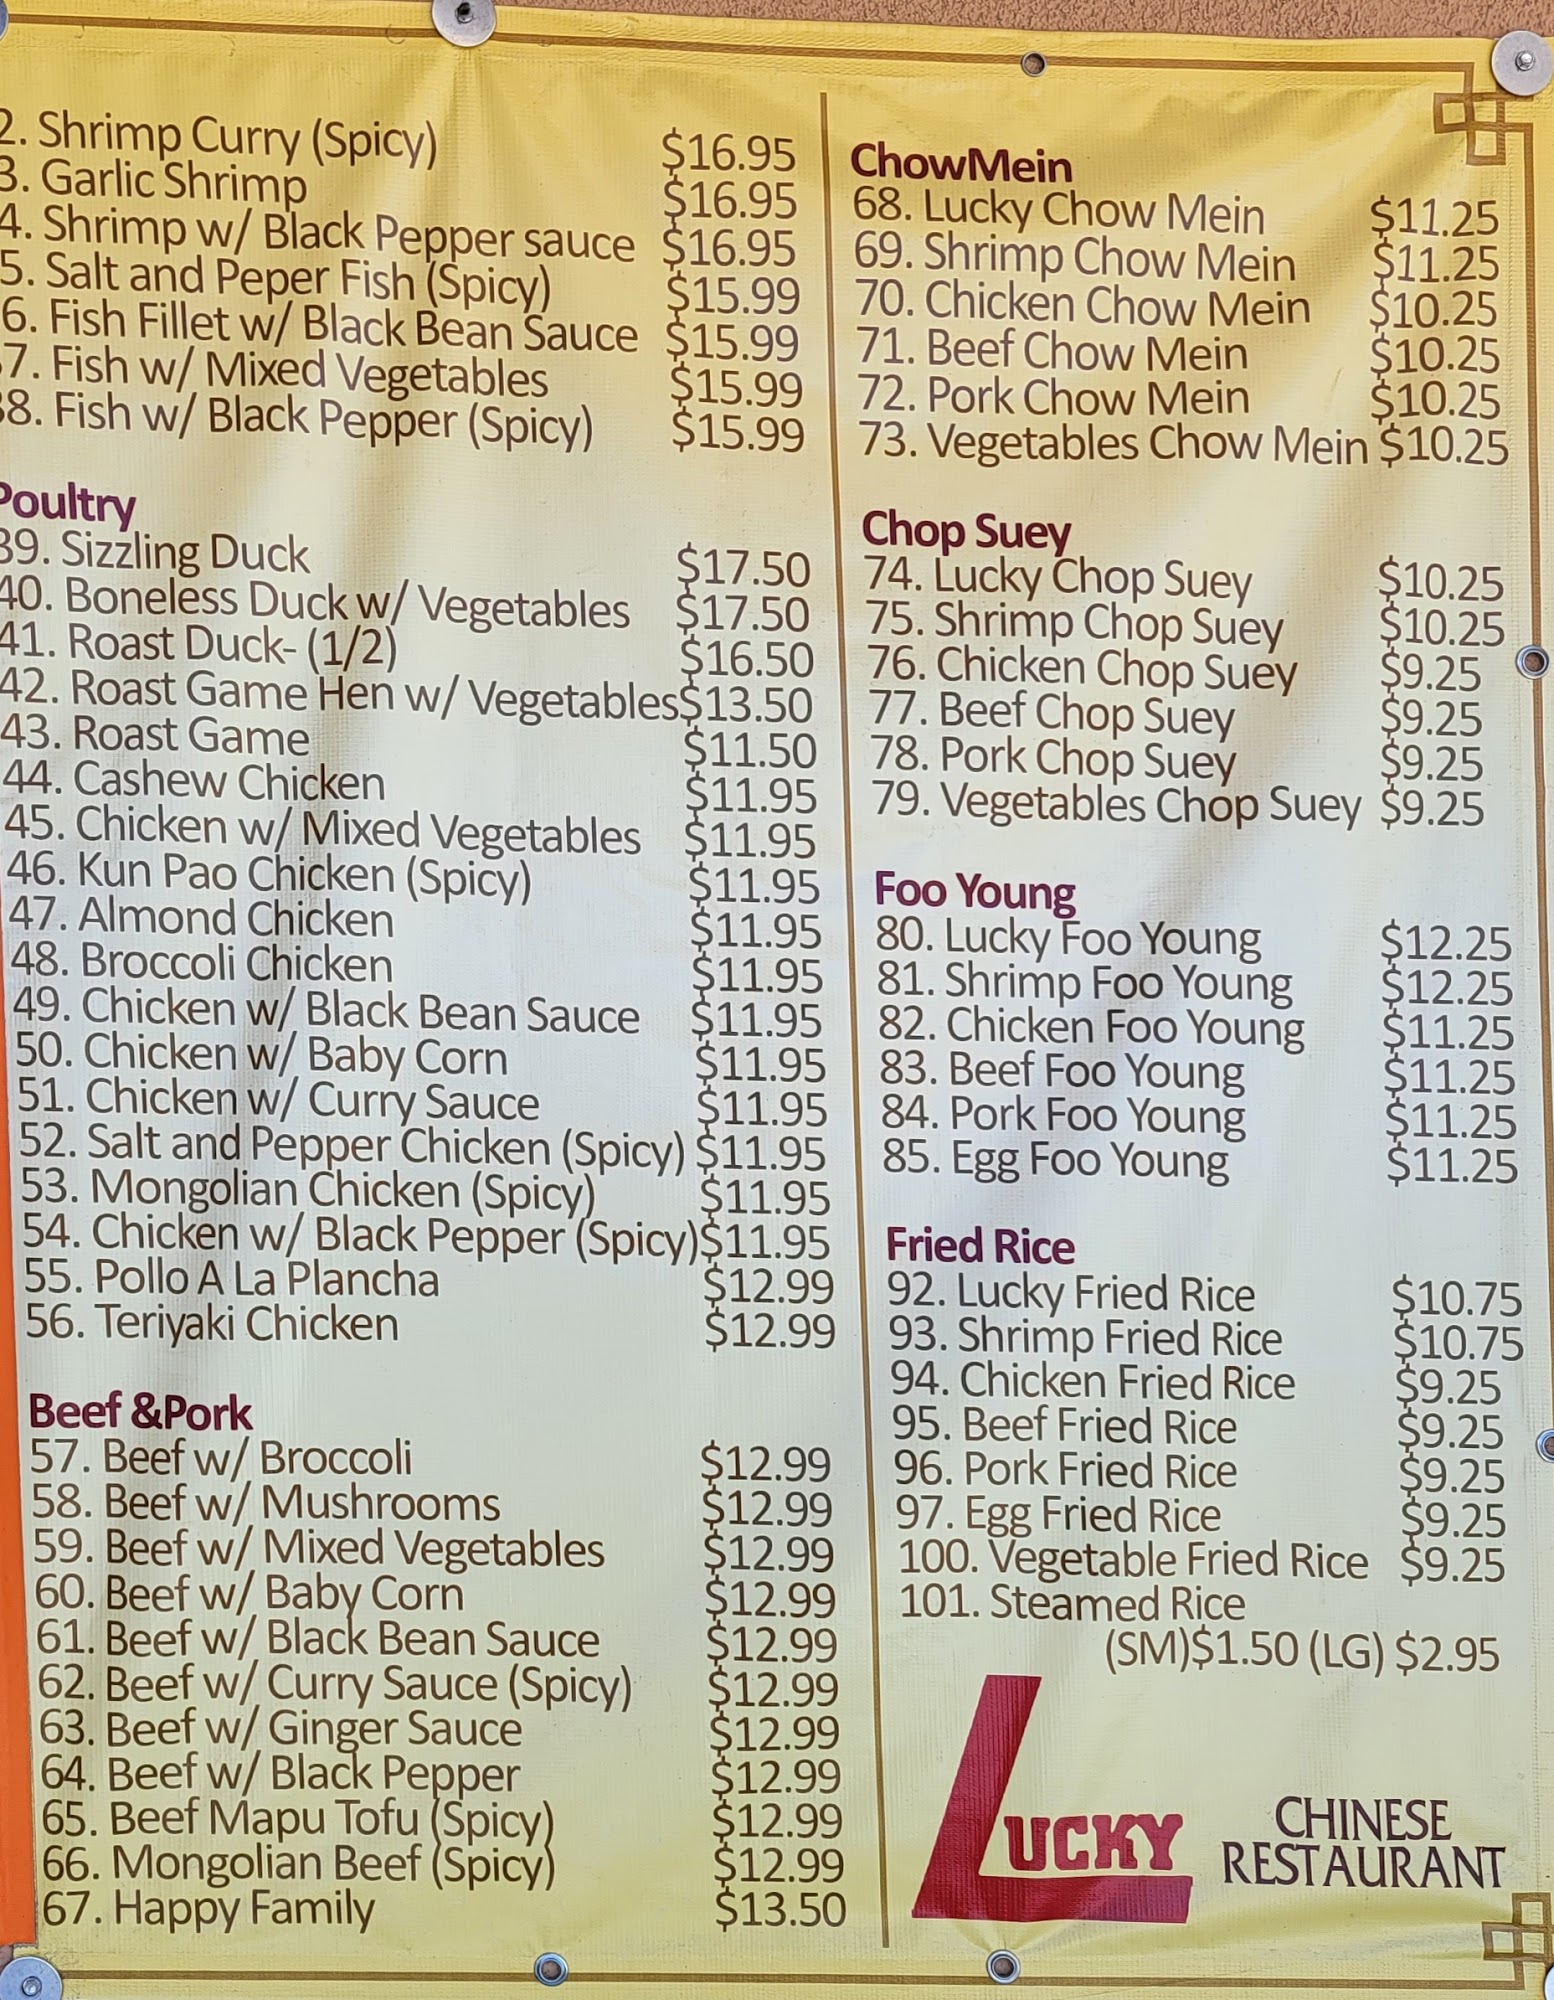 2. Shrimp Curry (Spicy) $16.95
3. Garlic Shrimp $16.95
4. Shrimp w/ Black Pepper sauce $16.95
5. Salt and Peper Fish (Spicy) $15.99
6. Fish Fillet w/ Black Bean Sauce $15.99
7. Fish w/ Mixed Vegetables $15.99
38. Fish w/ Black Pepper (Spicy) $15.99
Poultry
39. Sizzling Duck $17.50
40. Boneless Duck w/ Vegetables $17.50
41. Roast Duck- (1/2) $16.50
42. Roast Game Hen w/ Vegetables $13.50
43. Roast Game $11.50
44. Cashew Chicken $11.95
45. Chicken w/ Mixed Vegetables $11.95
46. Kun Pao Chicken (Spicy) $11.95
47. Almond Chicken $11.95
48. Broccoli Chicken $11.95
49. Chicken w/ Black Bean Sauce $11.95
50. Chicken w/ Baby Corn $11.95
51. Chicken w/ Curry Sauce $11.95
52. Salt and Pepper Chicken (Spicy) $11.95
53. Mongolian Chicken (Spicy) $11.95
54. Chicken w/ Black Pepper (Spicy) $11.95
55. Pollo A La Plancha $12.99
56. Teriyaki Chicken $12.99
Beef &Pork
57. Beef w/ Broccoli $12.99
58. Beef w/ Mushrooms $12.99
59. Beef w/ Mixed Vegetables $12.99
60. Beef w/ Baby Corn $12.99
61. Beef w/ Black Bean Sauce $12.99
62. Beef w/ Curry Sauce (Spicy) $12.99
63. Beef w/ Ginger Sauce $12.99
64. Beef w/ Black Pepper $12.99
65. Beef Mapu Tofu (Spicy) $12.99
66. Mongolian Beef (Spicy) $12.99
67. Happy Family $13.50
ChowMein
68. Lucky Chow Mein $11.25
69. Shrimp Chow Mein $11.25
70. Chicken Chow Mein $10.25
71. Beef Chow Mein $10.25
72. Pork Chow Mein $10.25
73. Vegetables Chow Mein $10.25
Chop Suey
74. Lucky Chop Suey $10.25
75. Shrimp Chop Suey $10.25
76. Chicken Chop Suey $9.25
77. Beef Chop Suey $9.25
78. Pork Chop Suey $9.25
79. Vegetables Chop Suey $9.25
Foo Young
80. Lucky Foo Young $12.25
81. Shrimp Foo Young $12.25
82. Chicken Foo Young $11.25
83. Beef Foo Young $11.25
84. Pork Foo Young $11.25
85. Egg Foo Young $11.25
Fried Rice
92. Lucky Fried Rice $10.75
93. Shrimp Fried Rice $10.75
94. Chicken Fried Rice $9.25
95. Beef Fried Rice $9.25
96. Pork Fried Rice $9.25
97. Egg Fried Rice $9.25
100. Vegetable Fried Rice $9.25
101. Steamed Rice
(SM)$1.50 (LG) $2.95
LUCKY
CHINESE
RESTAURANT